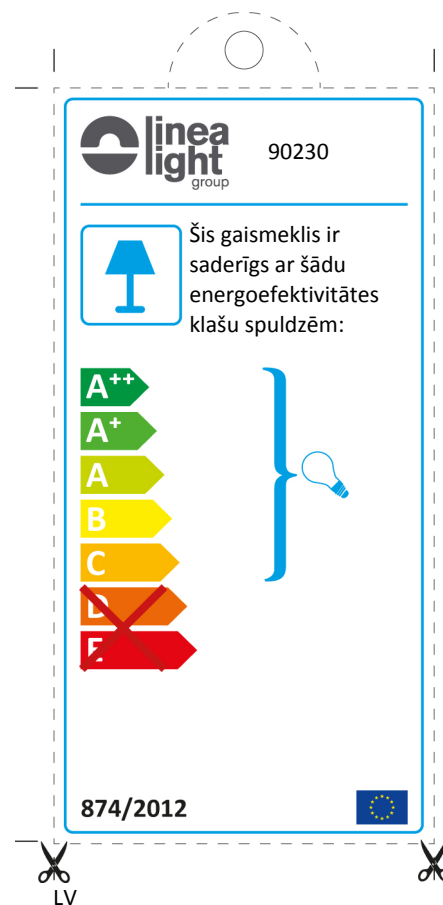 linea
light
group
90230
Šis gaismeklis ir
saderīgs ar šādu
energoefektivitātes
klašu spuldzēm:
A++
A+
A
B
C
D
E
874/2012
LV